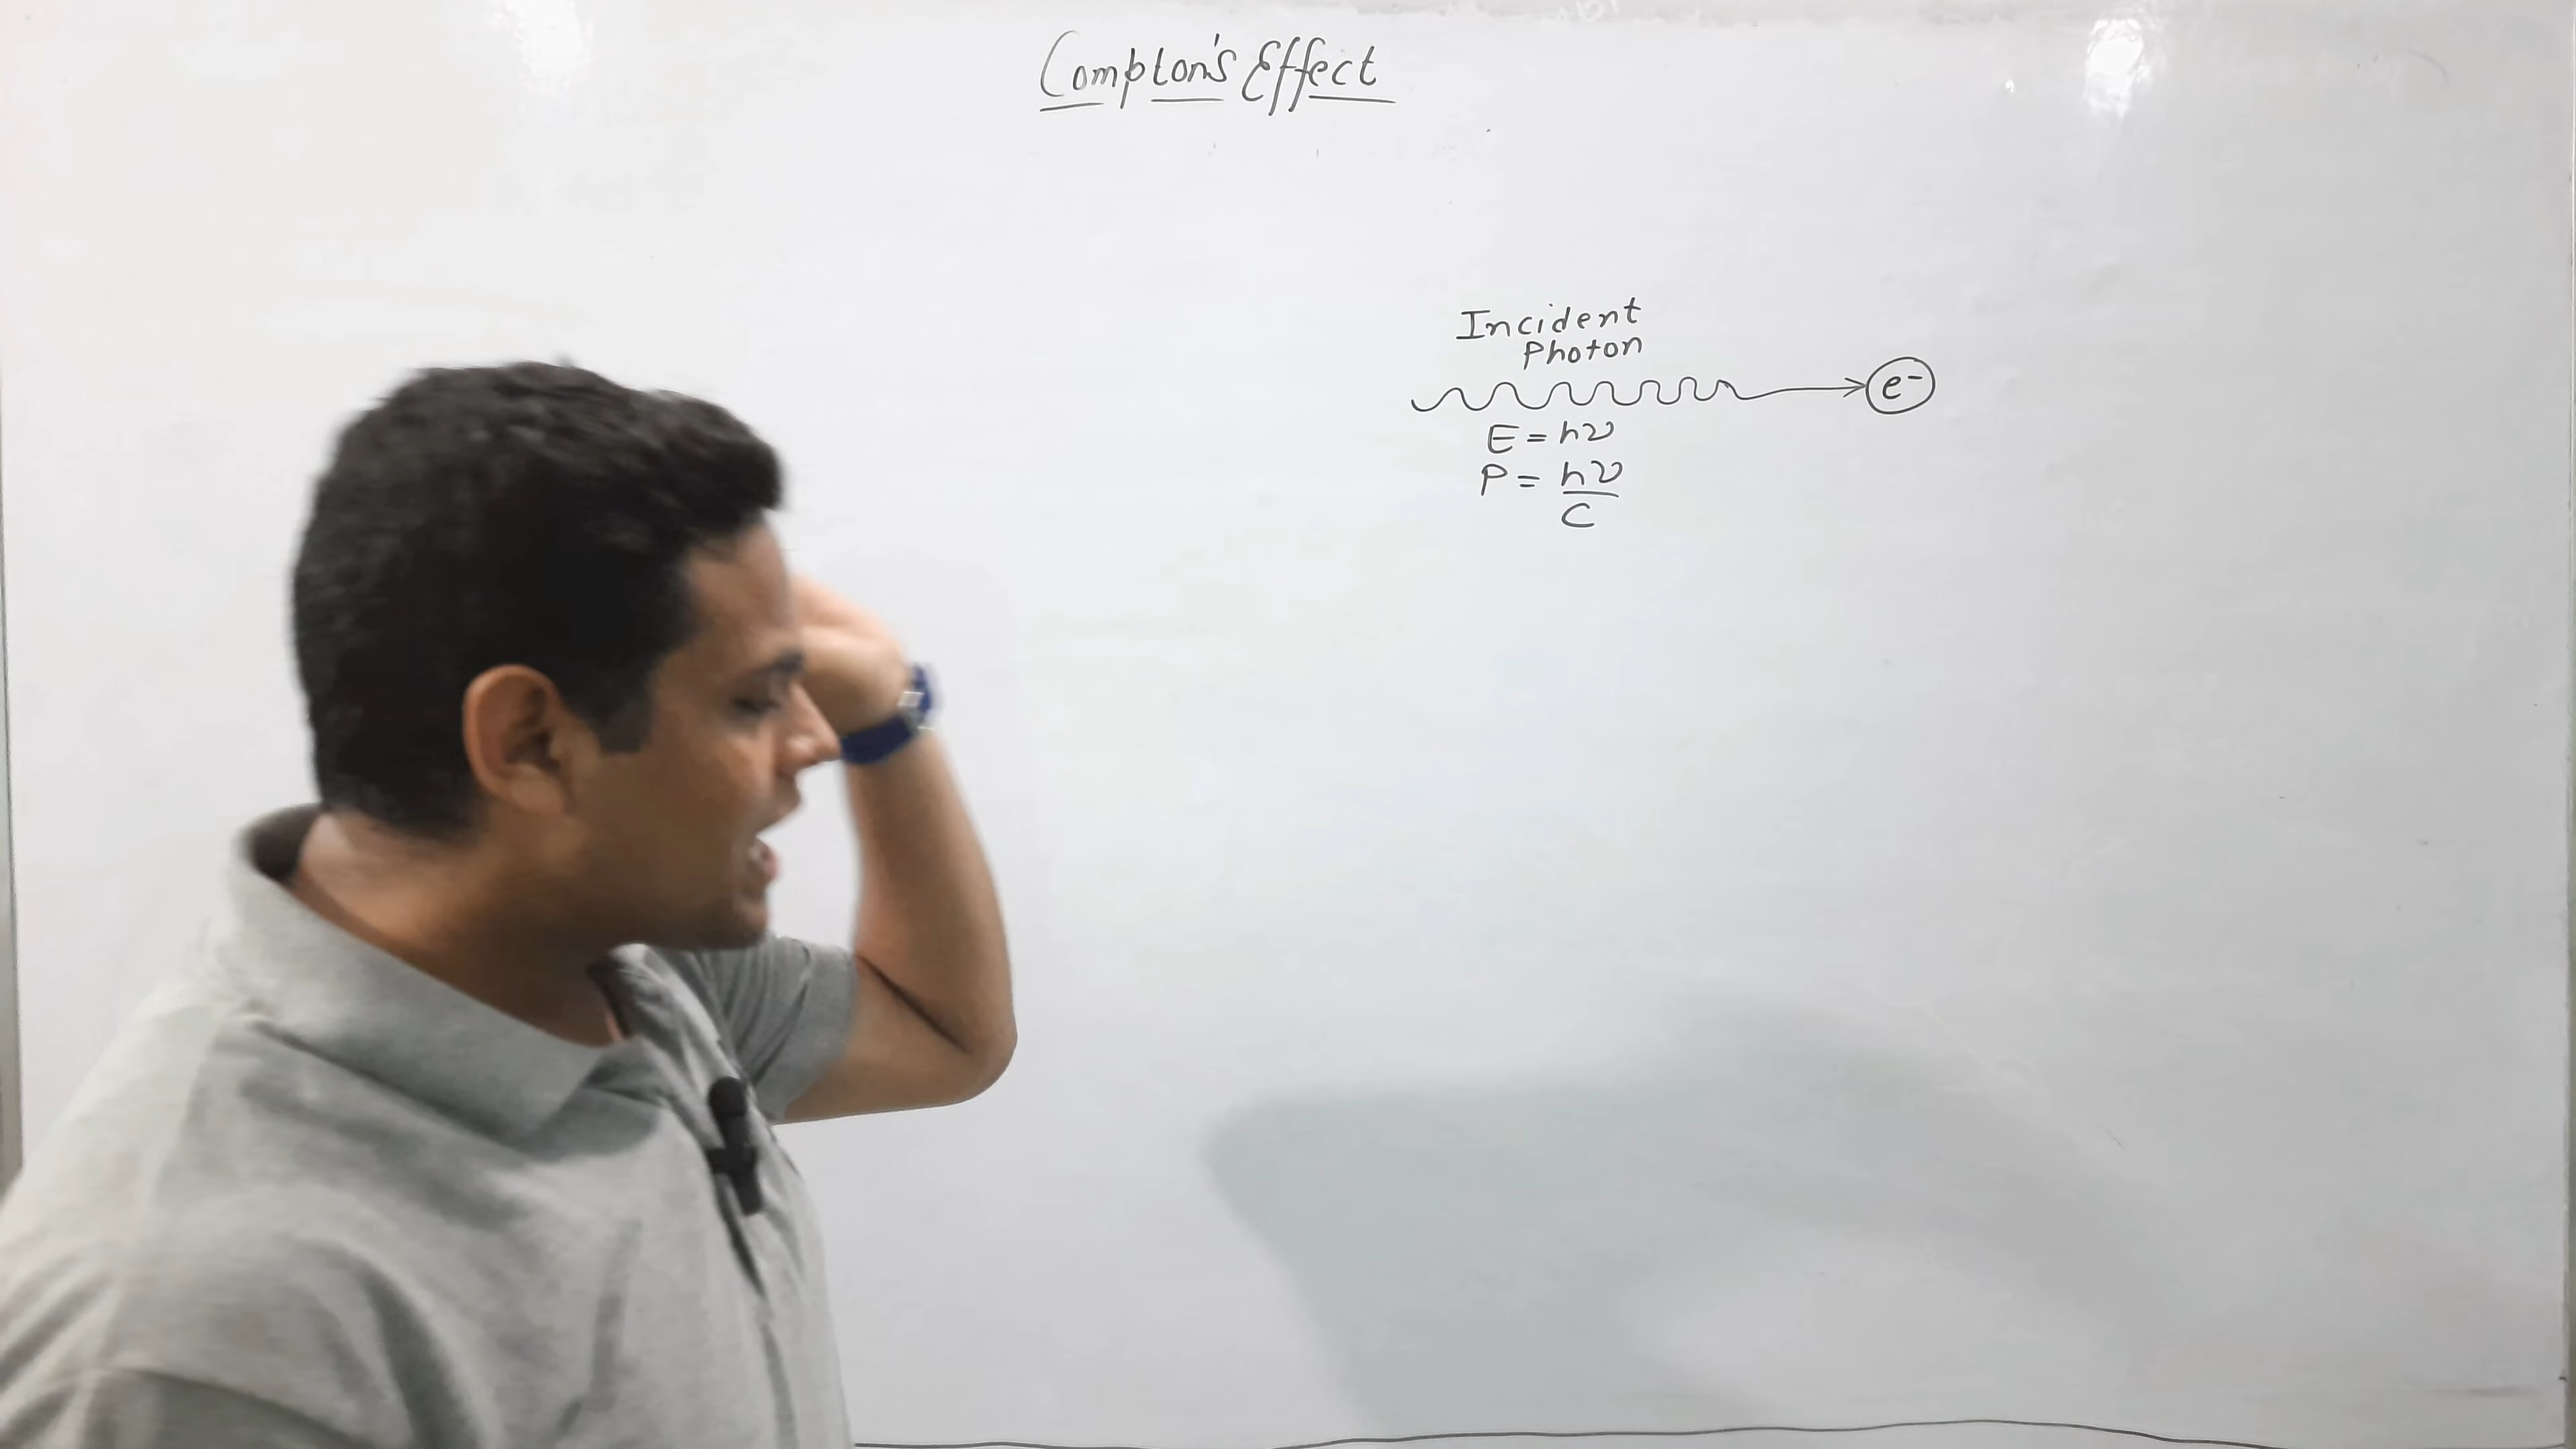 Compton's Effect
Incident
Photon
e-
E = hν
P = hν
C